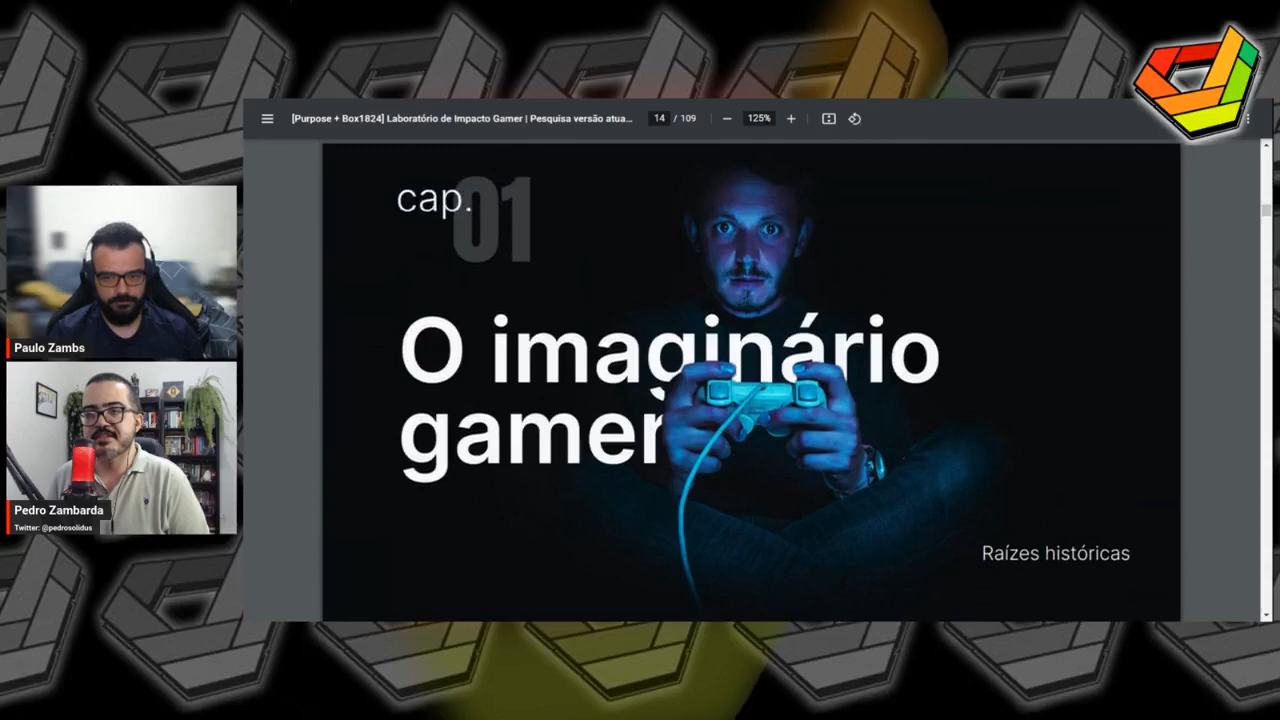 [Purpose + Box1824] Laboratório de Impacto Gamer | Pesquisa versão atua...
14 / 109
125%
cap.
01
O imaginário
gamer
Raízes históricas
Paulo Zambs
Pedro Zambarda
Twitter: @pedrosolidus